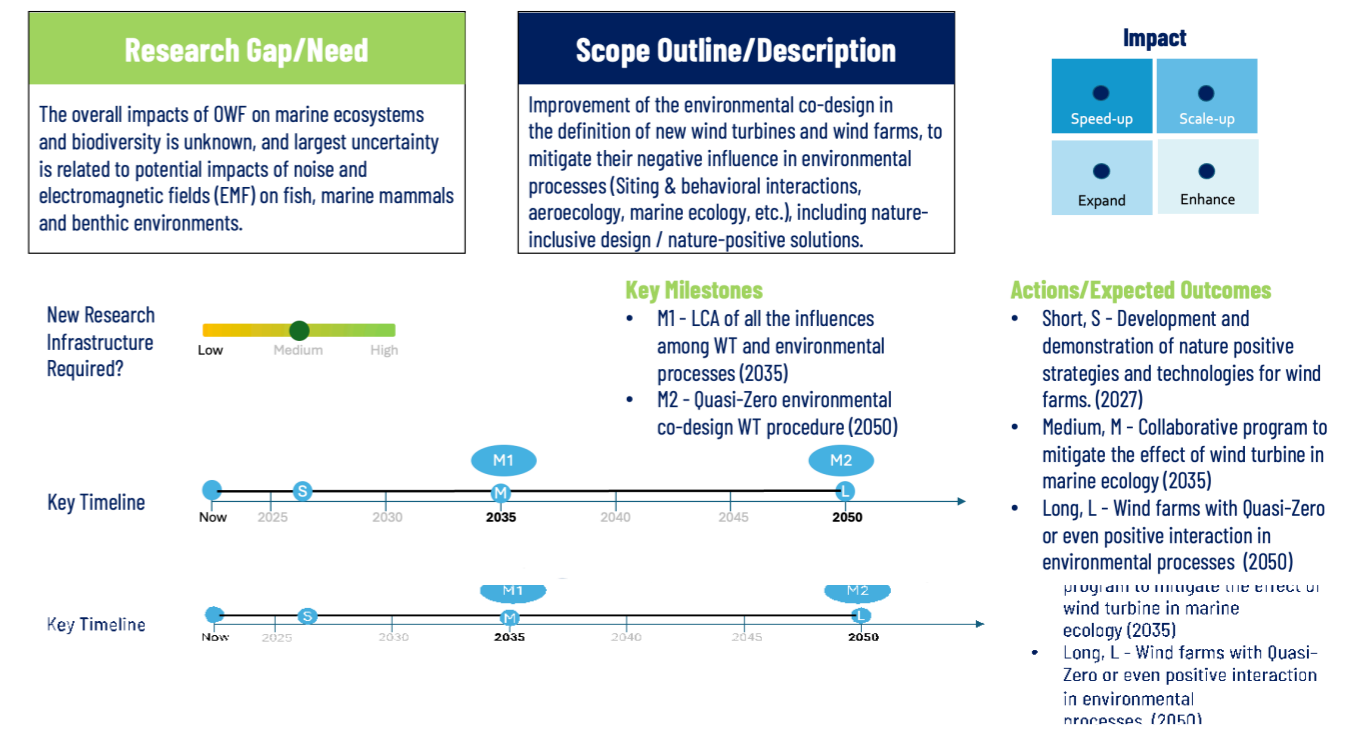 Research Gap/Need
The overall impacts of OWF on marine ecosystems
and biodiversity is unknown, and largest uncertainty
is related to potential impacts of noise and
electromagnetic fields (EMF) on fish, marine mammals
and benthic environments.
Scope Outline/Description
Improvement of the environmental co-design in
the definition of new wind turbines and wind farms, to
mitigate their negative influence in environmental
processes (Siting & behavioral interactions,
aeroecology, marine ecology, etc.), including nature-
inclusive design / nature-positive solutions.
Impact
Speed-up
Scale-up
Expand
Enhance
New Research
Infrastructure
Required?
Low
Medium
High
Key Milestones
• M1 - LCA of all the influences
among WT and environmental
processes (2035)
• M2 - Quasi-Zero environmental
co-design WT procedure (2050)
Actions/Expected Outcomes
• Short, S - Development and
demonstration of nature positive
strategies and technologies for wind
farms. (2027)
• Medium, M - Collaborative program to
mitigate the effect of wind turbine in
marine ecology (2035)
• Long, L - Wind farms with Quasi-Zero
or even positive interaction in
environmental processes (2050)
Key Timeline
M1
M2
S
M
L
Now
2025
2030
2035
2040
2045
2050
Key Timeline
M1
M2
S
M
L
Now
2025
2030
2035
2040
2045
2050
program to mitigate the effect of
wind turbine in marine
ecology (2035)
• Long, L - Wind farms with Quasi-
Zero or even positive interaction
in environmental
processes (2050)